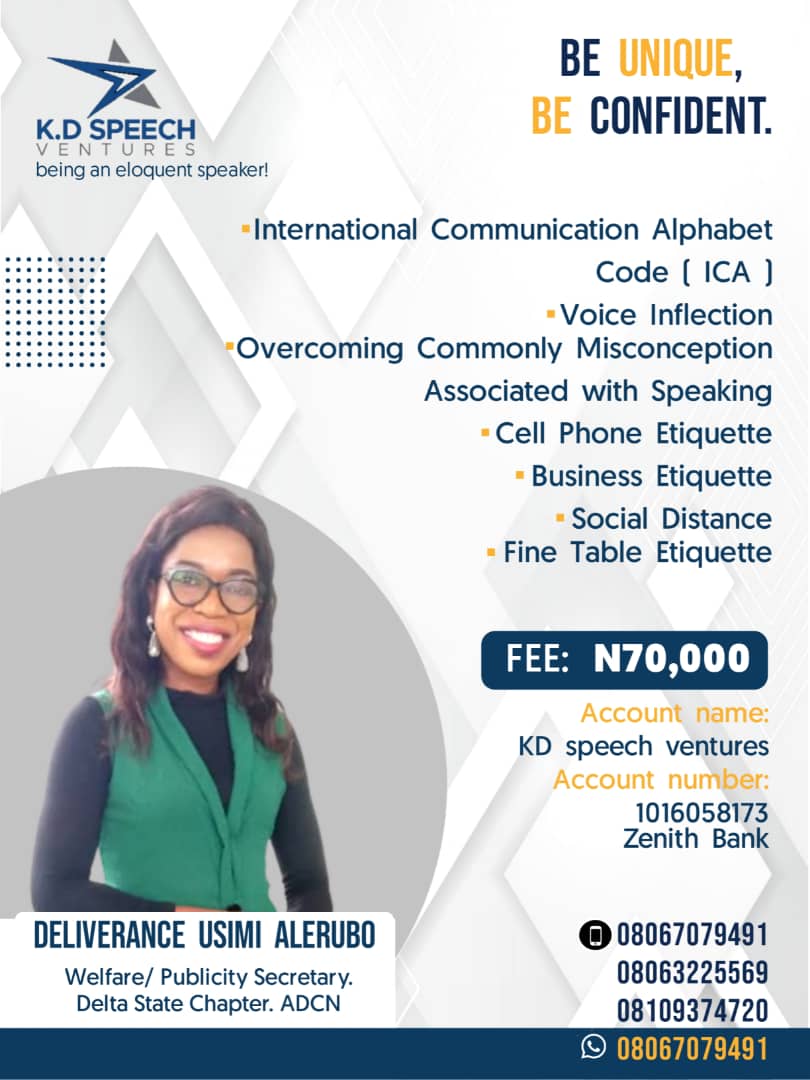 K.D SPEECH
VENTURES
being an eloquent speaker!
BE UNIQUE,
BE CONFIDENT.
▪International Communication Alphabet
Code ( ICA )
▪Voice Inflection
▪Overcoming Commonly Misconception
Associated with Speaking
▪Cell Phone Etiquette
▪Business Etiquette
▪Social Distance
▪Fine Table Etiquette
FEE: N70,000
Account name:
KD speech ventures
Account number:
1016058173
Zenith Bank
DELIVERANCE USIMI ALERUBO
Welfare/ Publicity Secretary.
Delta State Chapter. ADCN
08067079491
08063225569
08109374720
08067079491